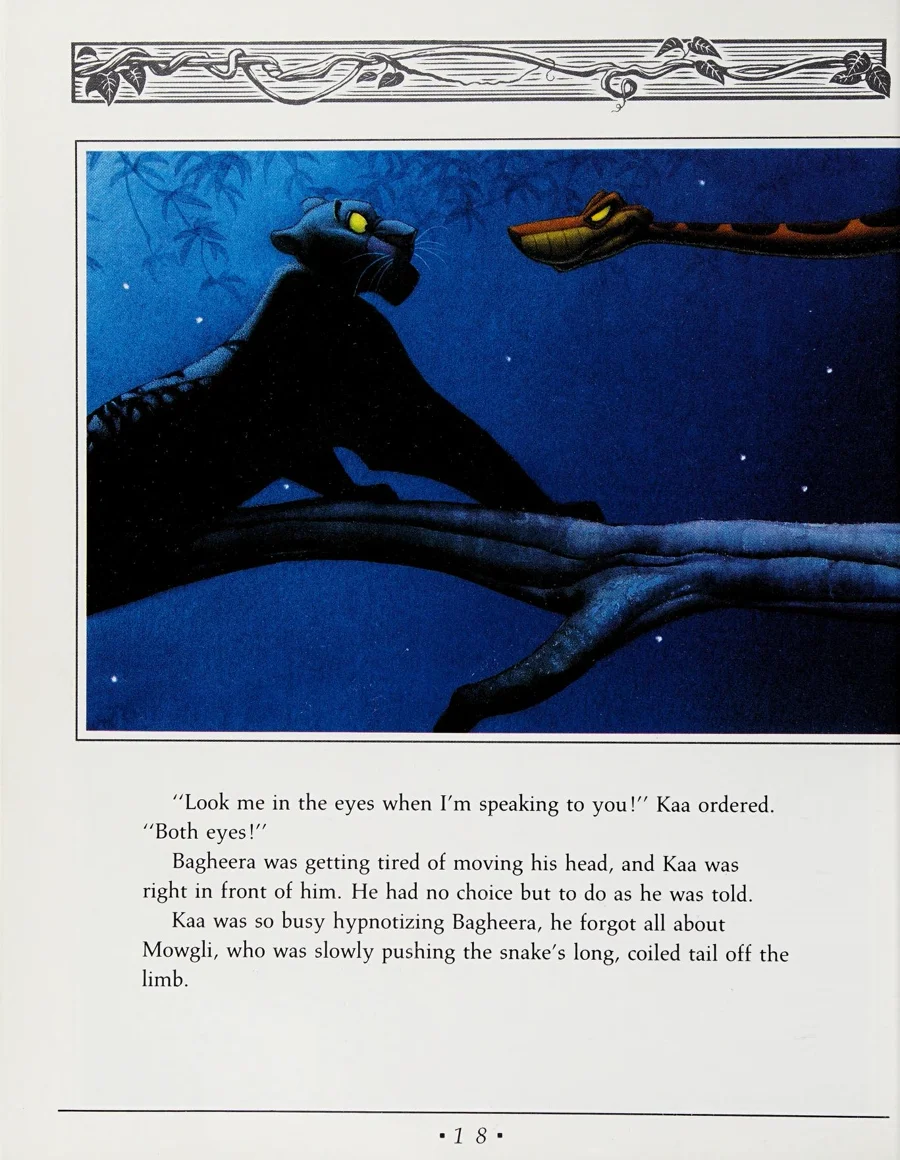 “Look me in the eyes when I'm speaking to you!” Kaa ordered.
“Both eyes!”
Bagheera was getting tired of moving his head, and Kaa was
right in front of him. He had no choice but to do as he was told.
Kaa was so busy hypnotizing Bagheera, he forgot all about
Mowgli, who was slowly pushing the snake's long, coiled tail off the
limb.
▪ 1 8 ▪